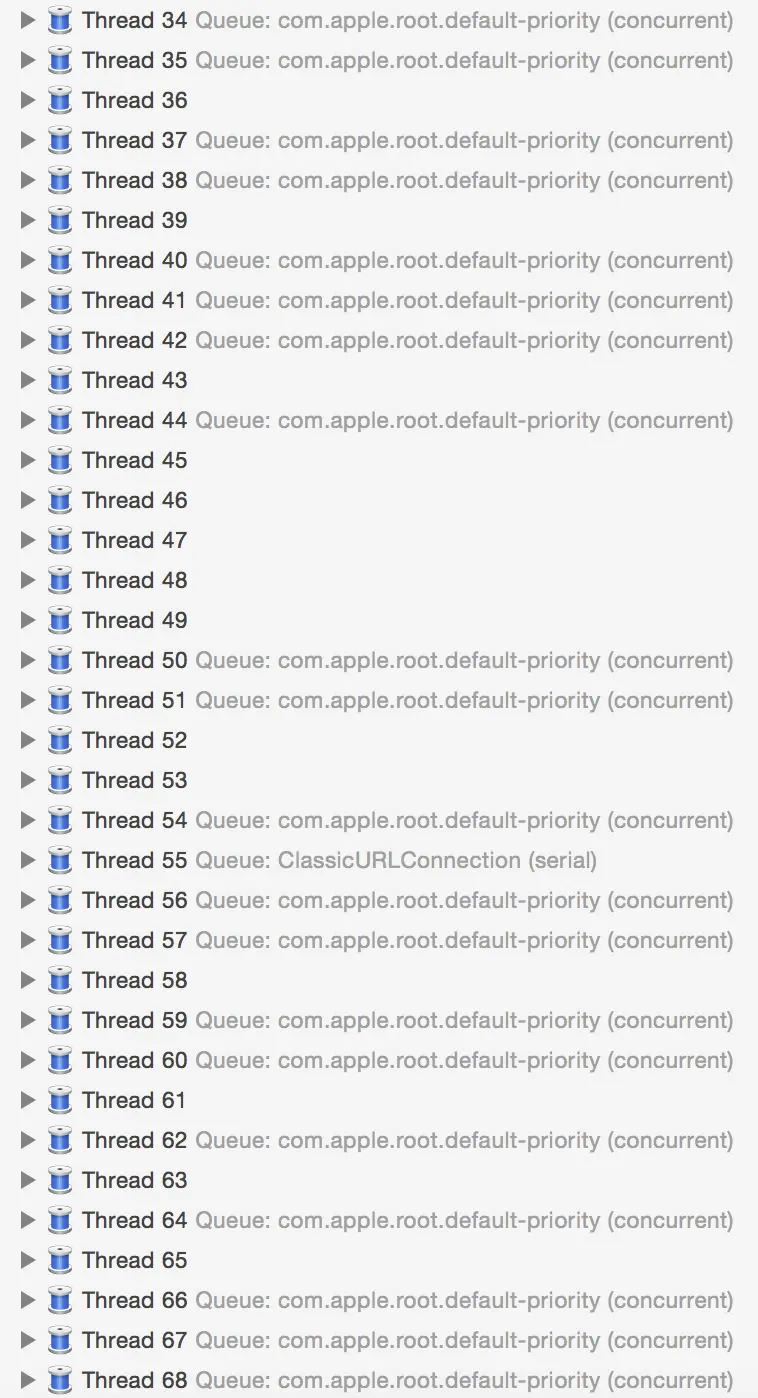 Thread 34 Queue: com.apple.root.default-priority (concurrent)
Thread 35 Queue: com.apple.root.default-priority (concurrent)
Thread 36
Thread 37 Queue: com.apple.root.default-priority (concurrent)
Thread 38 Queue: com.apple.root.default-priority (concurrent)
Thread 39
Thread 40 Queue: com.apple.root.default-priority (concurrent)
Thread 41 Queue: com.apple.root.default-priority (concurrent)
Thread 42 Queue: com.apple.root.default-priority (concurrent)
Thread 43
Thread 44 Queue: com.apple.root.default-priority (concurrent)
Thread 45
Thread 46
Thread 47
Thread 48
Thread 49
Thread 50 Queue: com.apple.root.default-priority (concurrent)
Thread 51 Queue: com.apple.root.default-priority (concurrent)
Thread 52
Thread 53
Thread 54 Queue: com.apple.root.default-priority (concurrent)
Thread 55 Queue: ClassicURLConnection (serial)
Thread 56 Queue: com.apple.root.default-priority (concurrent)
Thread 57 Queue: com.apple.root.default-priority (concurrent)
Thread 58
Thread 59 Queue: com.apple.root.default-priority (concurrent)
Thread 60 Queue: com.apple.root.default-priority (concurrent)
Thread 61
Thread 62 Queue: com.apple.root.default-priority (concurrent)
Thread 63
Thread 64 Queue: com.apple.root.default-priority (concurrent)
Thread 65
Thread 66 Queue: com.apple.root.default-priority (concurrent)
Thread 67 Queue: com.apple.root.default-priority (concurrent)
Thread 68 Queue: com.apple.root.default-priority (concurrent)